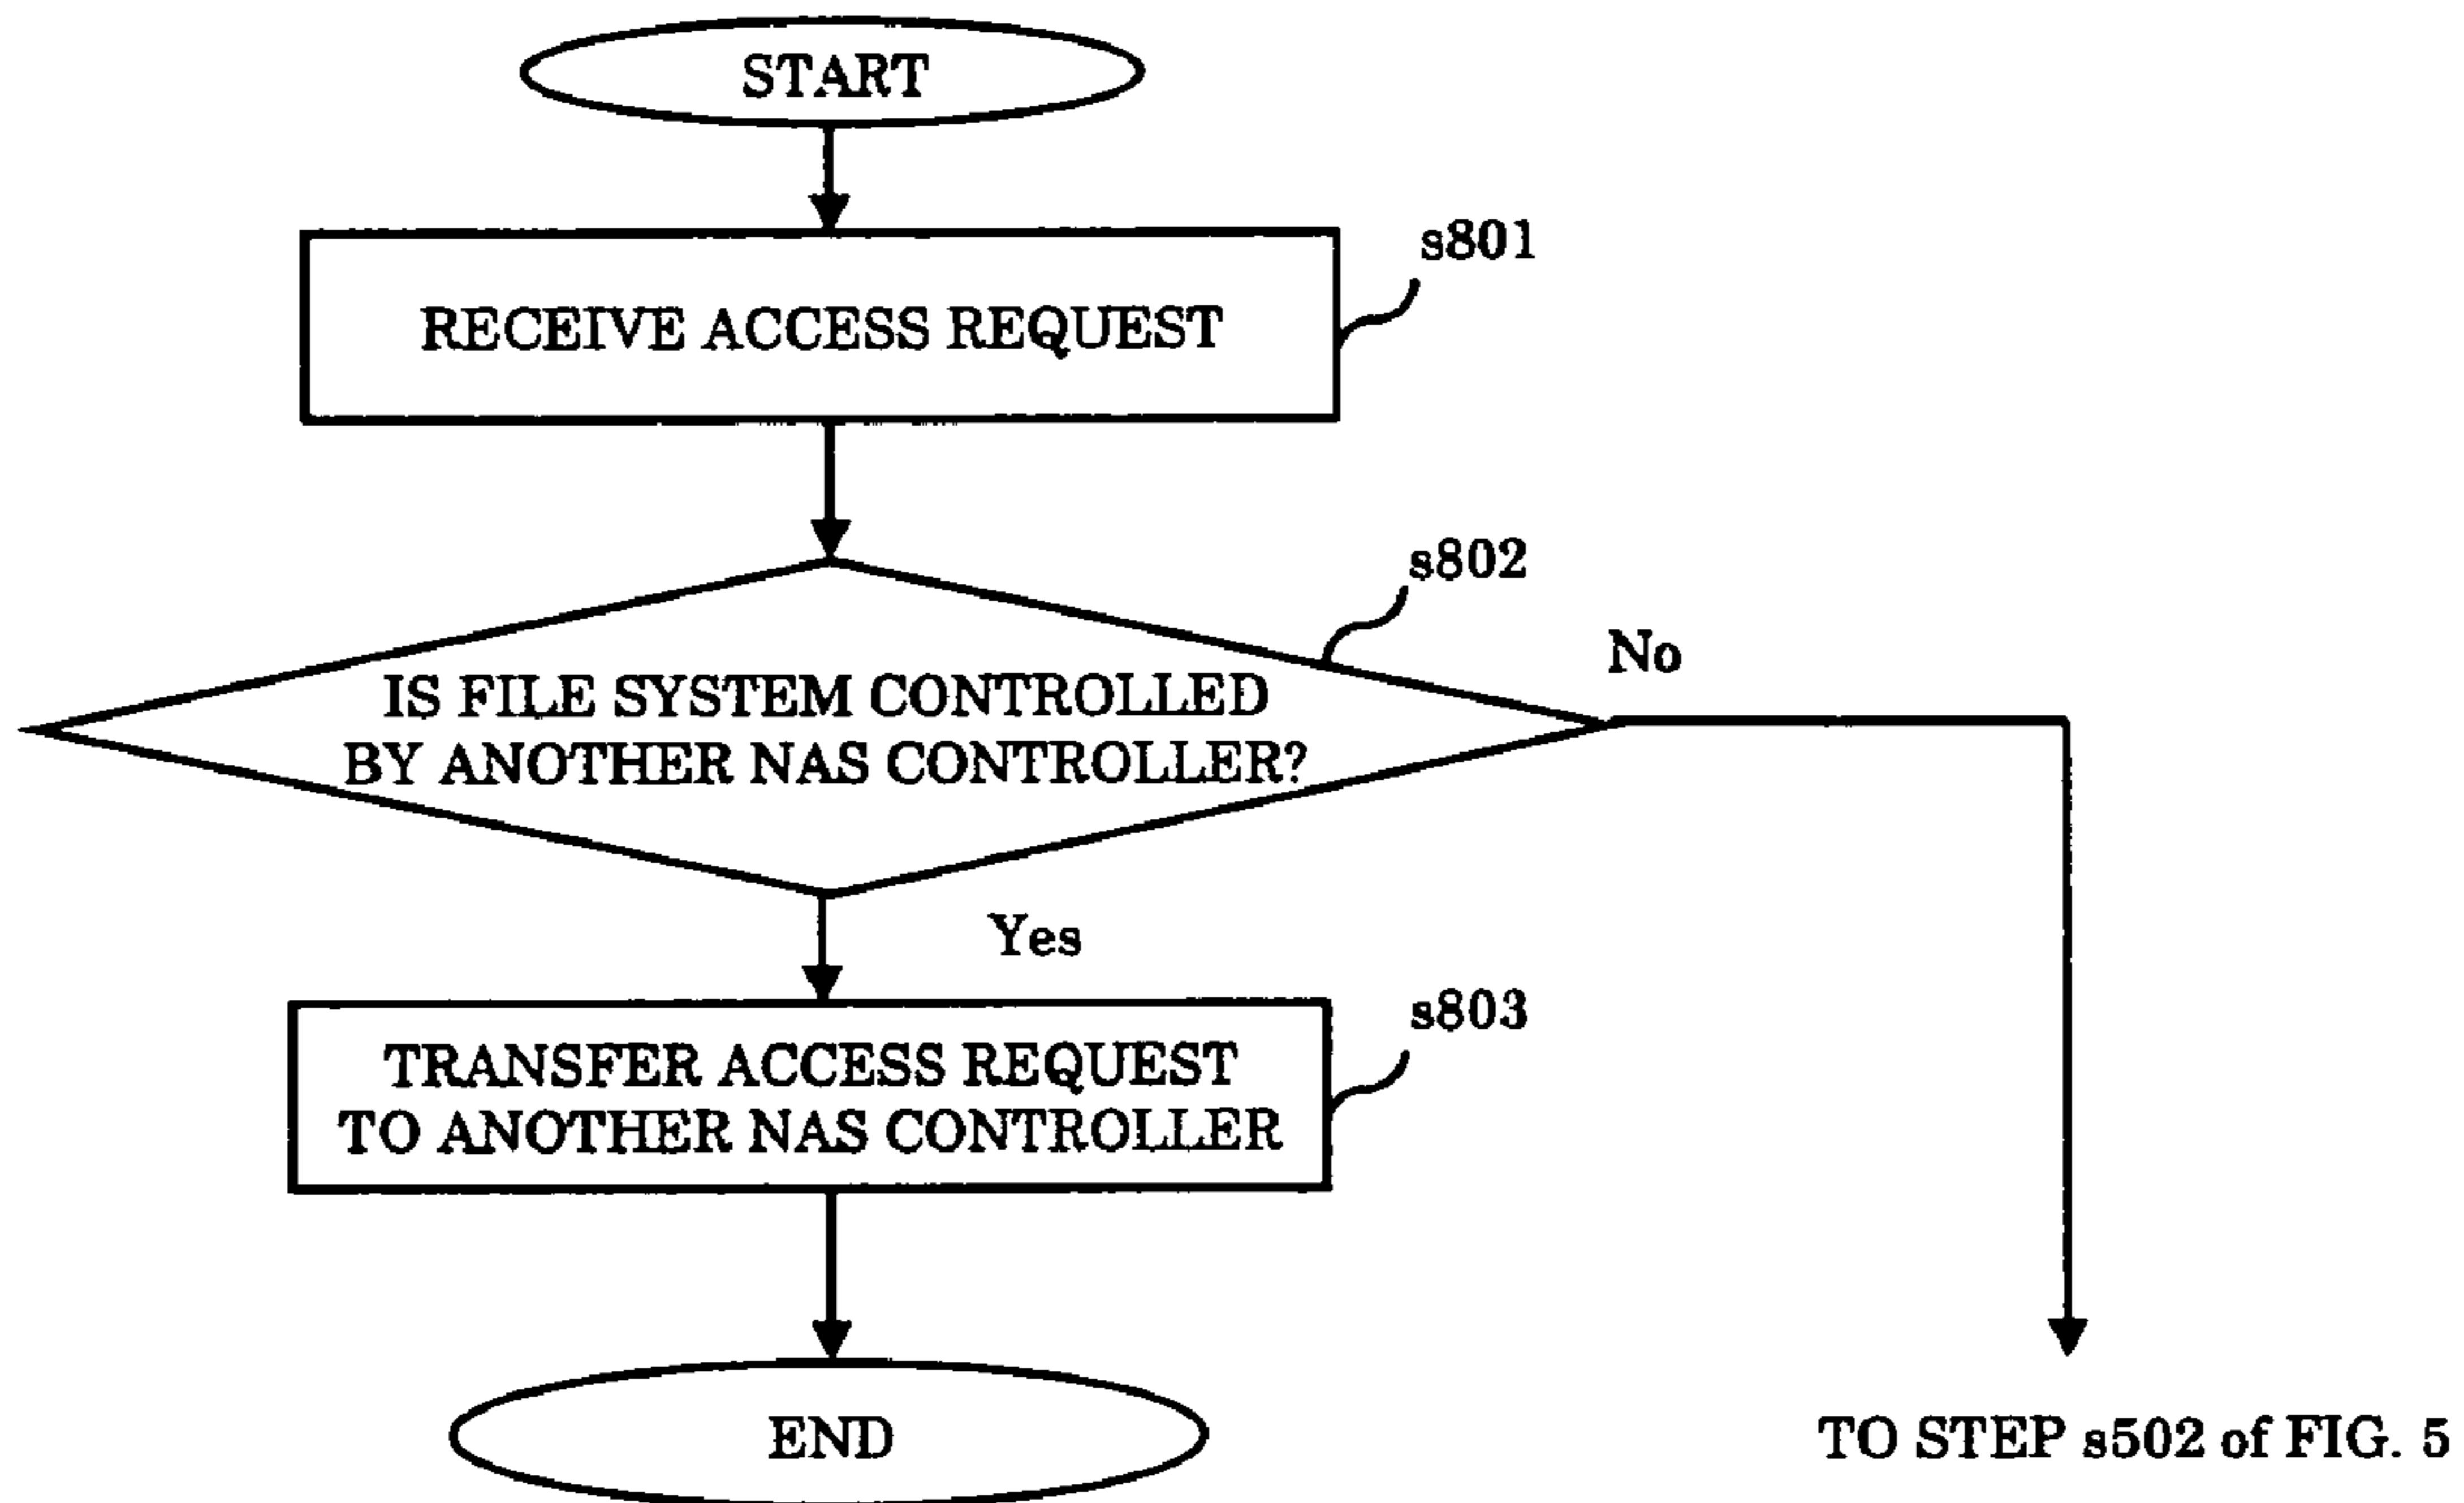 START
s801
RECEIVE ACCESS REQUEST
s802
No
IS FILE SYSTEM CONTROLLED
BY ANOTHER NAS CONTROLLER?
Yes
s803
TRANSFER ACCESS REQUEST
TO ANOTHER NAS CONTROLLER
END
TO STEP s502 of FIG. 5